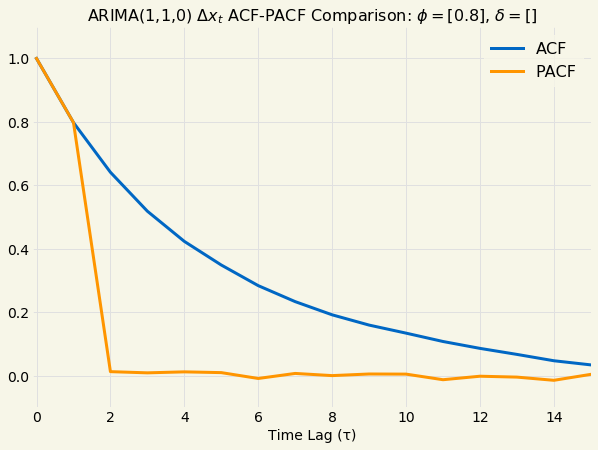 ARIMA(1,1,0) Δx_t ACF-PACF Comparison: ϕ = [0.8], δ = []
ACF
PACF
1.0
0.8
0.6
0.4
0.2
0.0
0 2 4 6 8 10 12 14
Time Lag (τ)